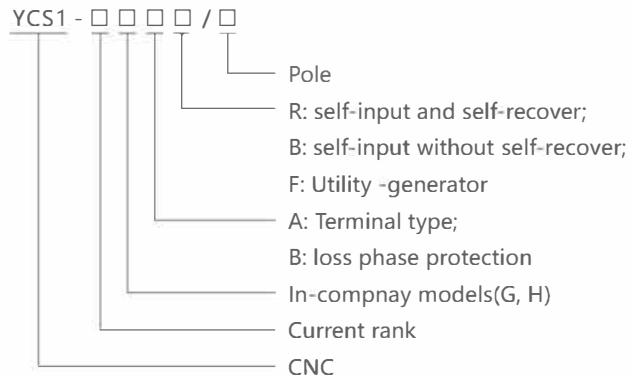 YCS1 - □ □ □ □ / □
Pole
R: self-input and self-recover;
B: self-input without self-recover;
F: Utility -generator
A: Terminal type;
B: loss phase protection
In-compnay models(G, H)
Current rank
CNC